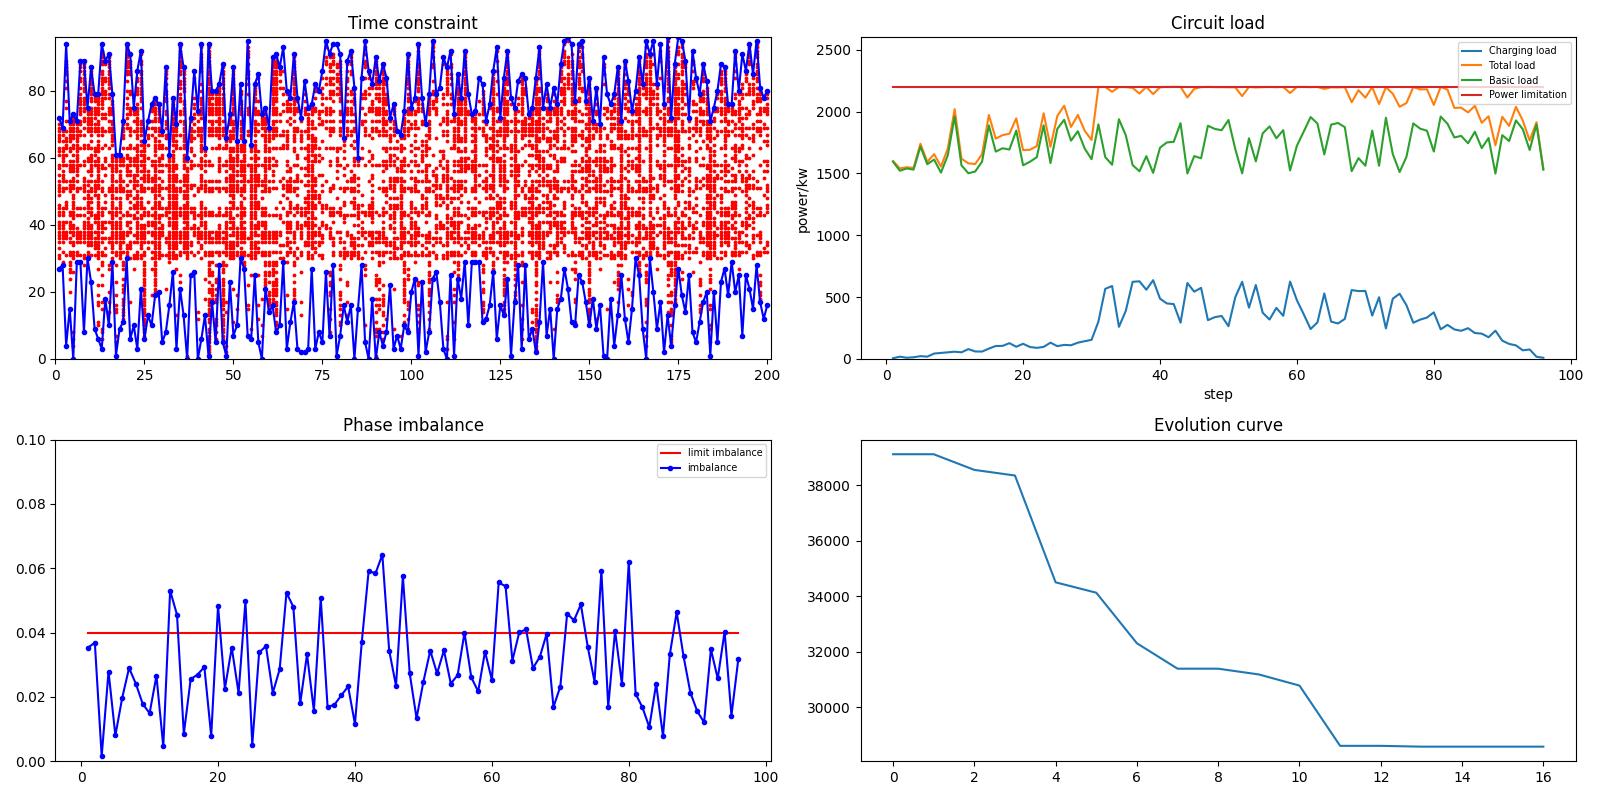 Time constraint
80
60
40
20
0
0 25 50 75 100 125 150 175 200
Circuit load
power/kw
2500
2000
1500
1000
500
0
Charging load
Total load
Basic load
Power limitation
0 20 40 60 80 100
step
Phase imbalance
0.10
0.08
0.06
0.04
0.02
0.00
limit imbalance
imbalance
0 20 40 60 80 100
Evolution curve
38000
36000
34000
32000
30000
0 2 4 6 8 10 12 14 16